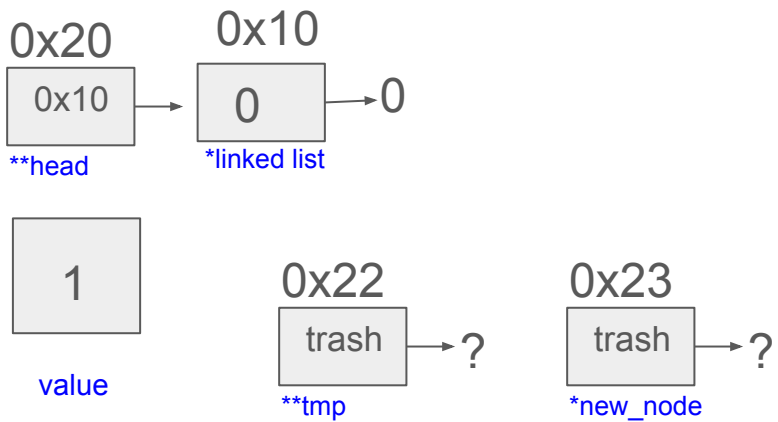 0x20
0x10
0x10
0
0
**head
*linked list
1
value
0x22
trash
?
**tmp
0x23
trash
?
*new_node